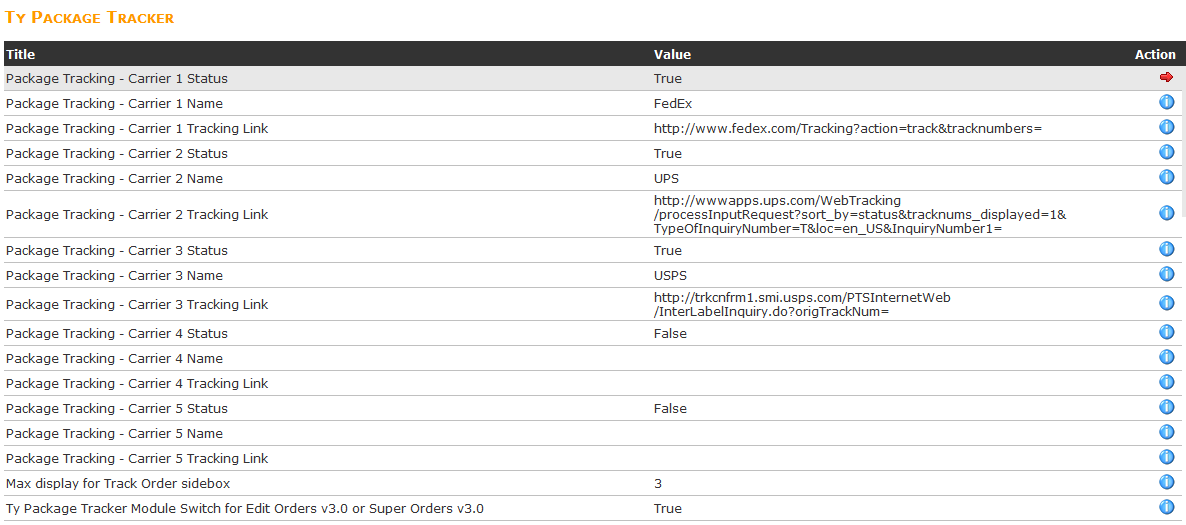 Ty Package Tracker
Title Value Action
Package Tracking - Carrier 1 Status True
Package Tracking - Carrier 1 Name FedEx
Package Tracking - Carrier 1 Tracking Link http://www.fedex.com/Tracking?action=track&tracknumbers=
Package Tracking - Carrier 2 Status True
Package Tracking - Carrier 2 Name UPS
Package Tracking - Carrier 2 Tracking Link http://wwwapps.ups.com/WebTracking
/processInputRequest?sort_by=status&tracknums_displayed=1&
TypeOfInquiryNumber=T&loc=en_US&InquiryNumber1=
Package Tracking - Carrier 3 Status True
Package Tracking - Carrier 3 Name USPS
Package Tracking - Carrier 3 Tracking Link http://trkcnfrm1.smi.usps.com/PTSInternetWeb
/InterLabelInquiry.do?origTrackNum=
Package Tracking - Carrier 4 Status False
Package Tracking - Carrier 4 Name
Package Tracking - Carrier 4 Tracking Link
Package Tracking - Carrier 5 Status False
Package Tracking - Carrier 5 Name
Package Tracking - Carrier 5 Tracking Link
Max display for Track Order sidebox 3
Ty Package Tracker Module Switch for Edit Orders v3.0 or Super Orders v3.0 True